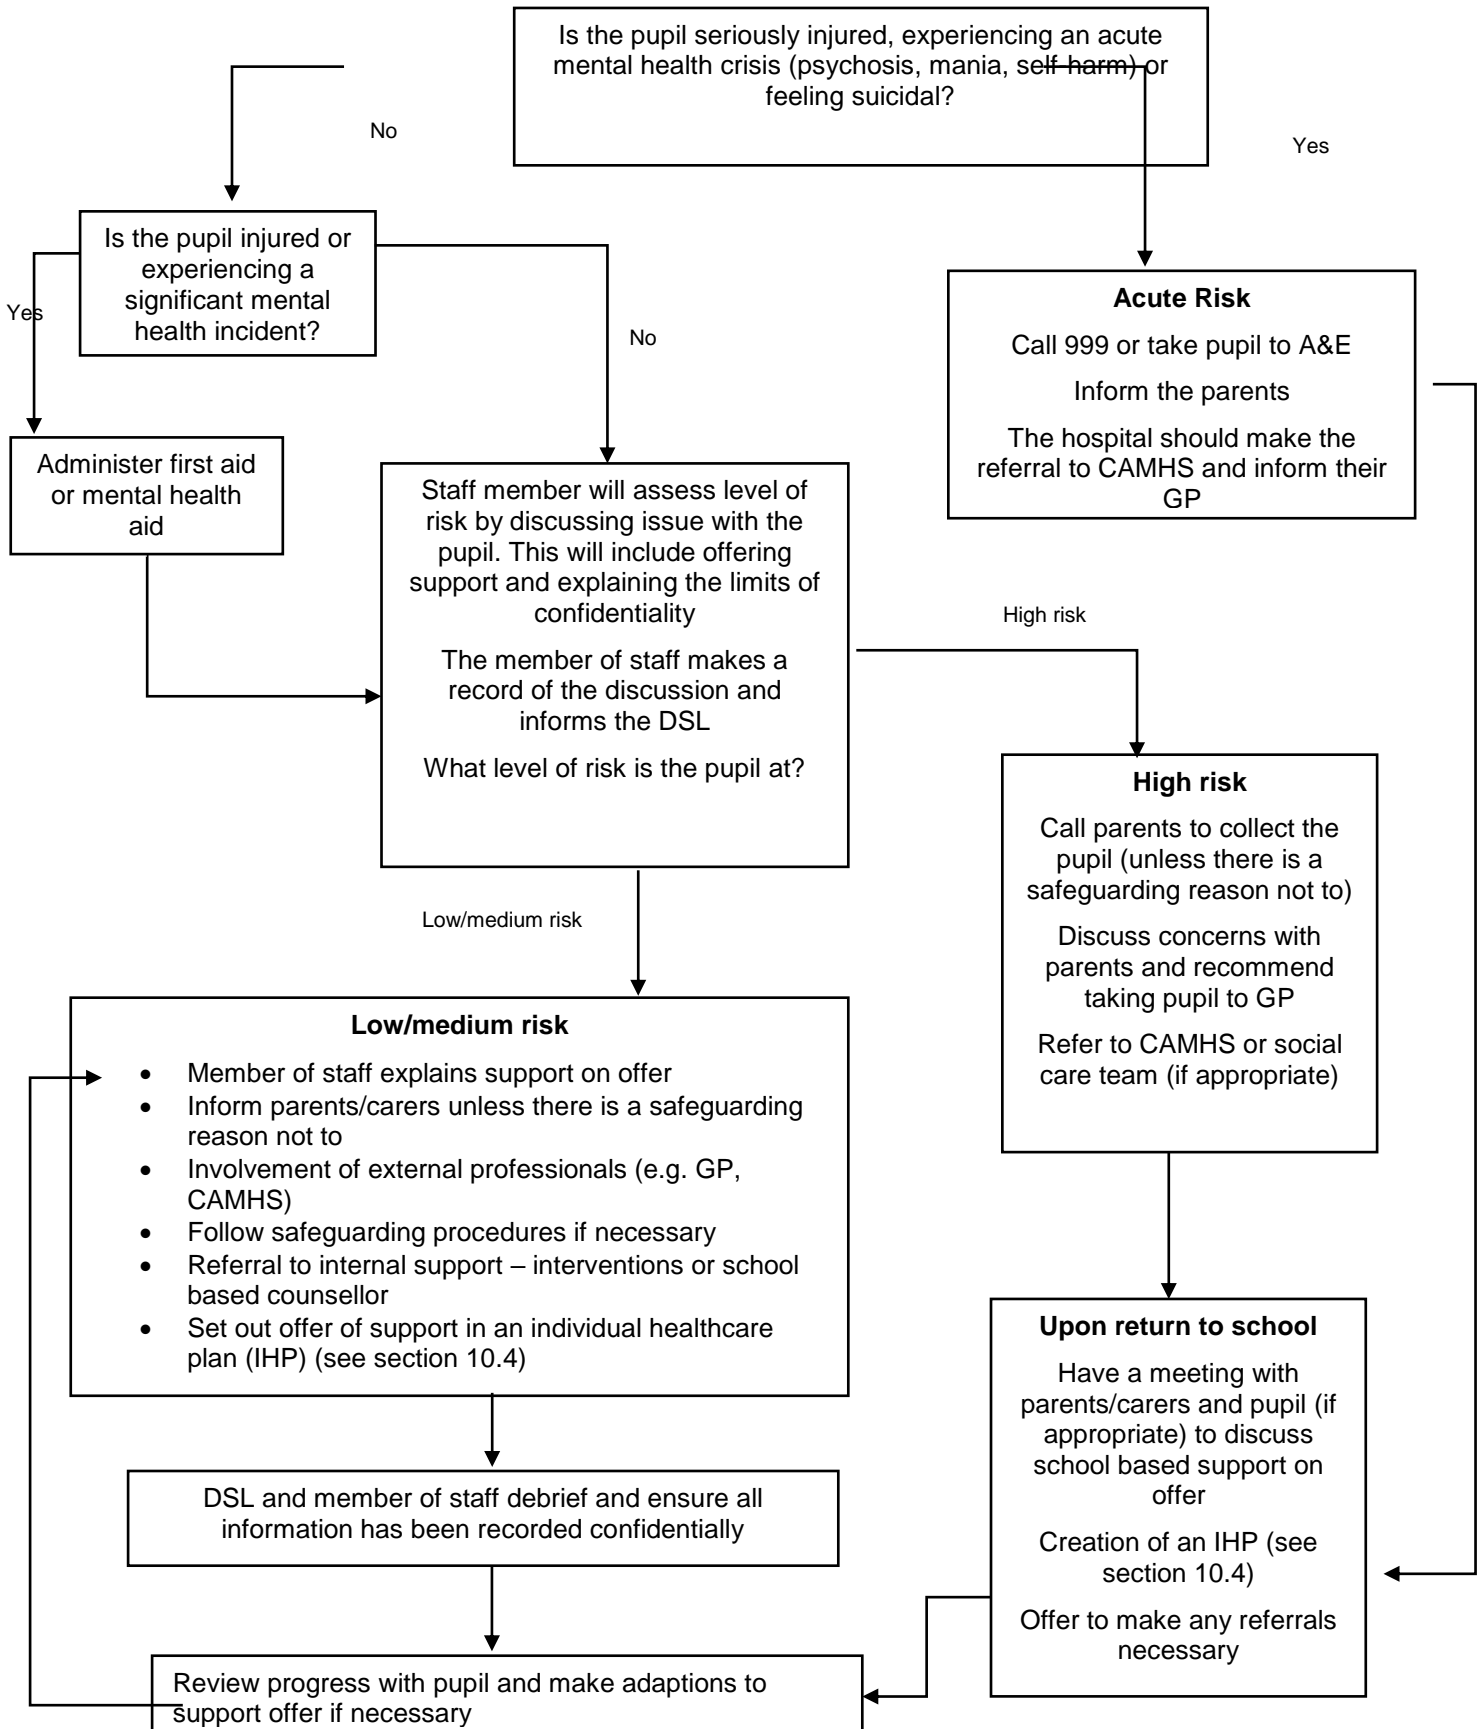 Is the pupil seriously injured, experiencing an acute
mental health crisis (psychosis, mania, self-harm) or
feeling suicidal?
No
Yes
Is the pupil injured or
experiencing a
significant mental
health incident?
Yes
No
Acute Risk
Call 999 or take pupil to A&E
Inform the parents
The hospital should make the
referral to CAMHS and inform their
GP
Administer first aid
or mental health
aid
Staff member will assess level of
risk by discussing issue with the
pupil. This will include offering
support and explaining the limits of
confidentiality
The member of staff makes a
record of the discussion and
informs the DSL
What level of risk is the pupil at?
High risk
High risk
Call parents to collect the
pupil (unless there is a
safeguarding reason not to)
Discuss concerns with
parents and recommend
taking pupil to GP
Refer to CAMHS or social
care team (if appropriate)
Low/medium risk
Low/medium risk
• Member of staff explains support on offer
• Inform parents/carers unless there is a safeguarding
reason not to
• Involvement of external professionals (e.g. GP,
CAMHS)
• Follow safeguarding procedures if necessary
• Referral to internal support – interventions or school
based counsellor
• Set out offer of support in an individual healthcare
plan (IHP) (see section 10.4)
Upon return to school
Have a meeting with
parents/carers and pupil (if
appropriate) to discuss
school based support on
offer
Creation of an IHP (see
section 10.4)
Offer to make any referrals
necessary
DSL and member of staff debrief and ensure all
information has been recorded confidentially
Review progress with pupil and make adaptions to
support offer if necessary